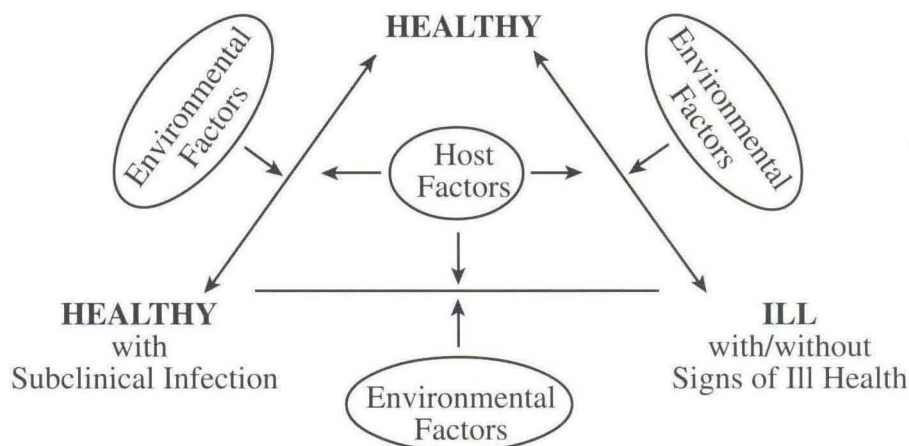 HEALTHY
Environmental
Factors
Environmental
Factors
Host
Factors
HEALTHY
with
Subclinical Infection
ILL
with/without
Signs of Ill Health
Environmental
Factors